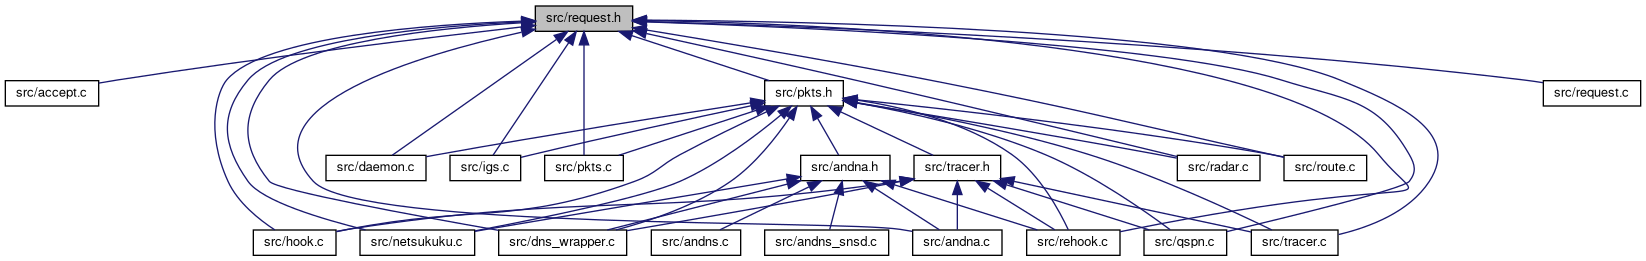 src/request.h
src/accept.c
src/pkts.h
src/request.c
src/daemon.c
src/igs.c
src/pkts.c
src/andna.h
src/tracer.h
src/radar.c
src/route.c
src/hook.c
src/netsukuku.c
src/dns_wrapper.c
src/andns.c
src/andns_snsd.c
src/andna.c
src/rehook.c
src/qspn.c
src/tracer.c